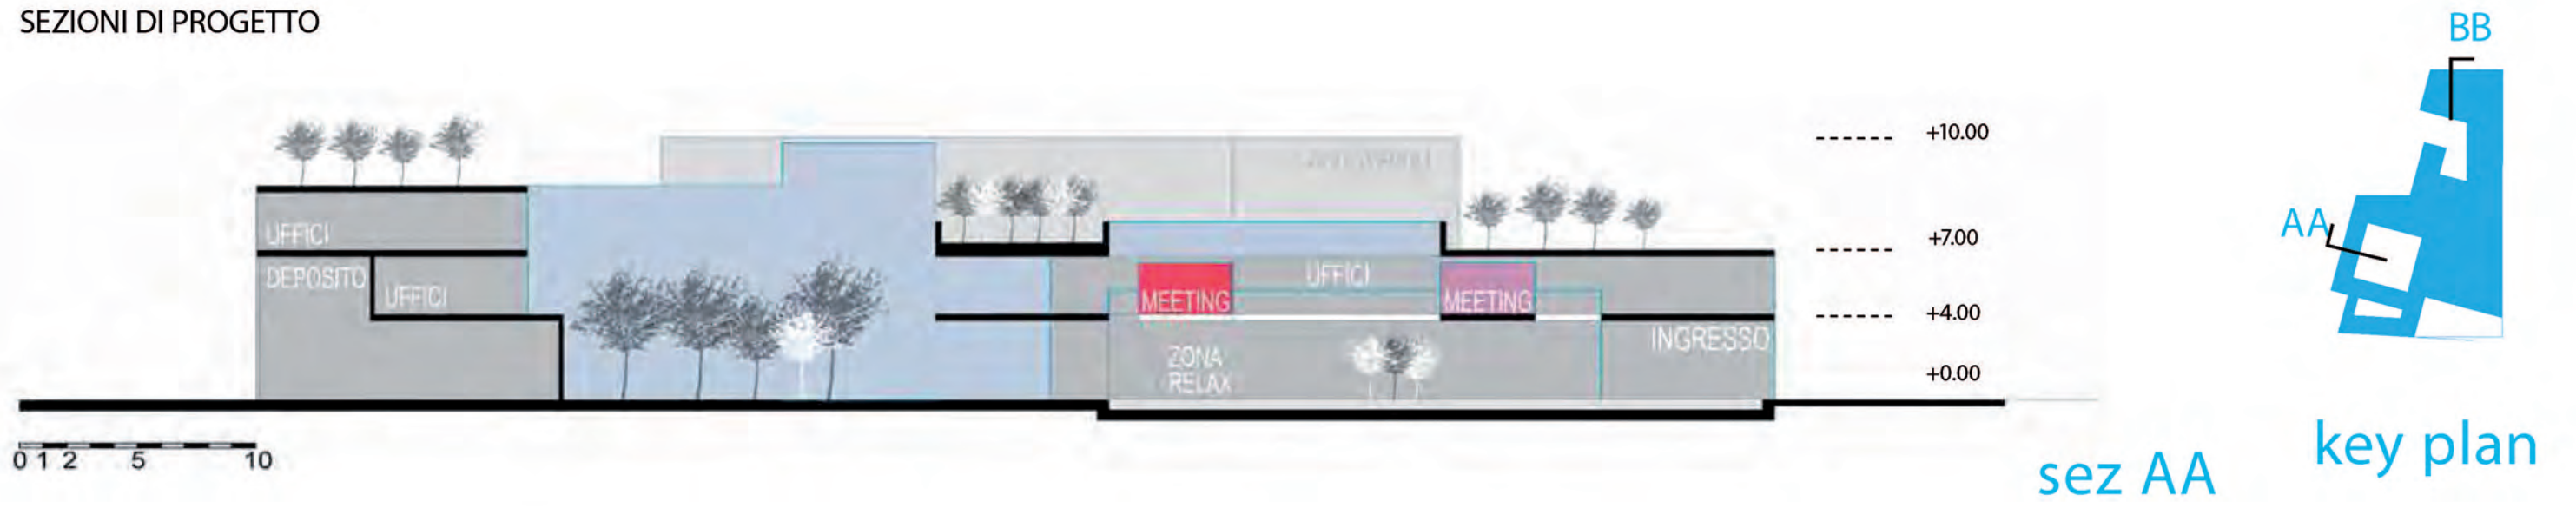 SEZIONI DI PROGETTO
BB
+10.00
UFFICI
+7.00
AA
DEPOSITO
UFFICI
UFFICI
MEETING
MEETING
+4.00
INGRESSO
ZONA
RELAX
+0.00
0 1 2 5 10
key plan
sez AA